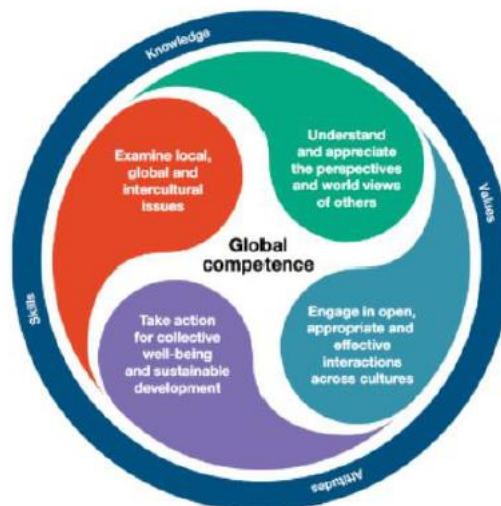 Knowledge
Examine local,
global and
intercultural
issues
Understand
and appreciate
the perspectives
and world views
of others
Values
Global
competence
Skills
Take action
for collective
well-being
and sustainable
development
Engage in open,
appropriate and
effective
interactions
across cultures
Attitudes